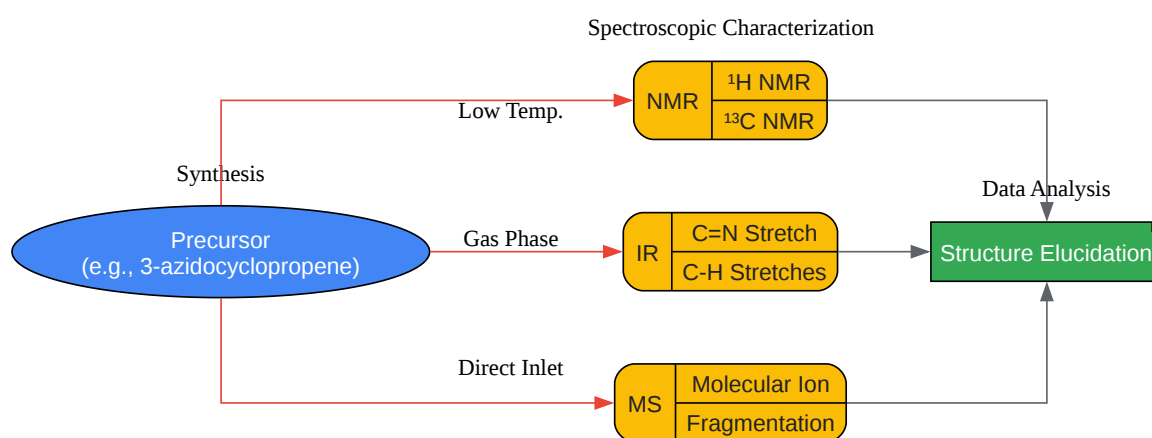 Spectroscopic Characterization
NMR
¹H NMR
¹³C NMR
Low Temp.
Synthesis
Data Analysis
Precursor
(e.g., 3-azidocyclopropene)
Gas Phase
IR
C=N Stretch
C-H Stretches
Structure Elucidation
Direct Inlet
MS
Molecular Ion
Fragmentation